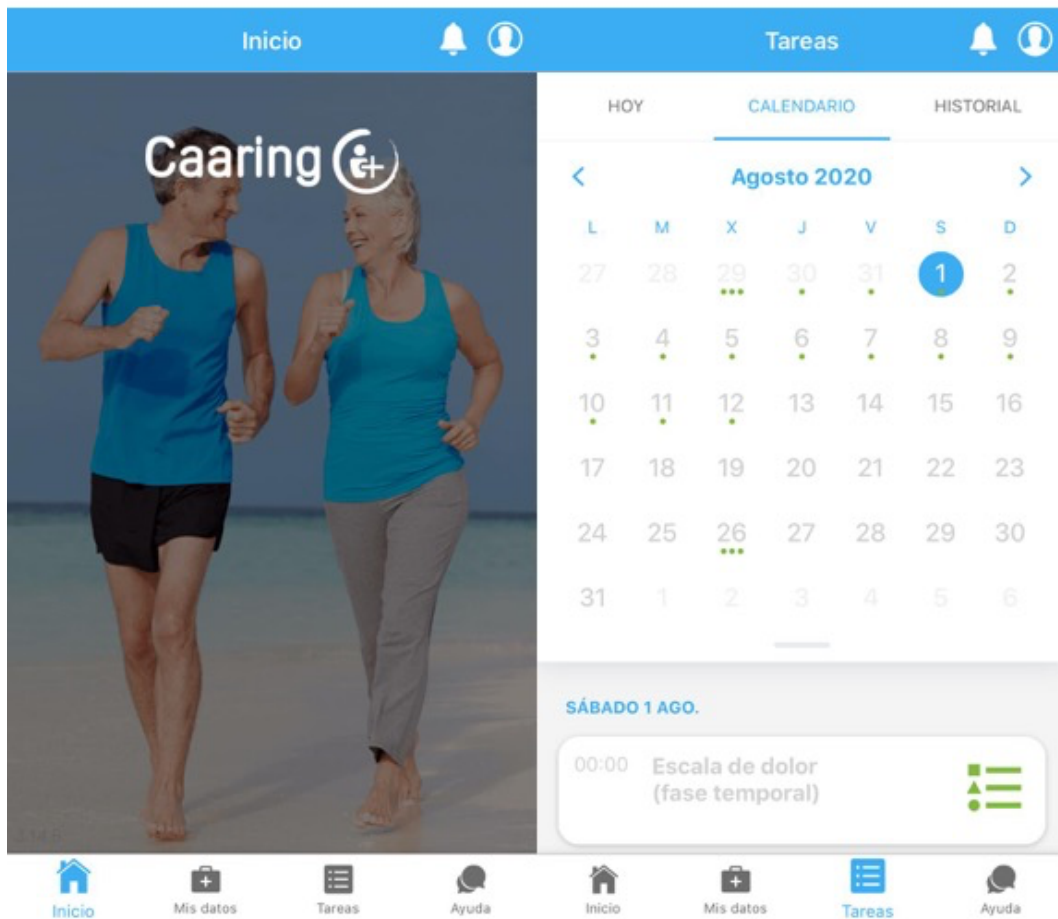 Inicio
Caaring
Inicio
Mis datos
Tareas
Ayuda
Tareas
HOY CALENDARIO HISTORIAL
< Agosto 2020 >
L M X J V S D
27 28 29 30 31 1 2
3 4 5 6 7 8 9
10 11 12 13 14 15 16
17 18 19 20 21 22 23
24 25 26 27 28 29 30
31 1 2 3 4 5 6
SÁBADO 1 AGO.
00:00 Escala de dolor
(fase temporal)
Inicio
Mis datos
Tareas
Ayuda